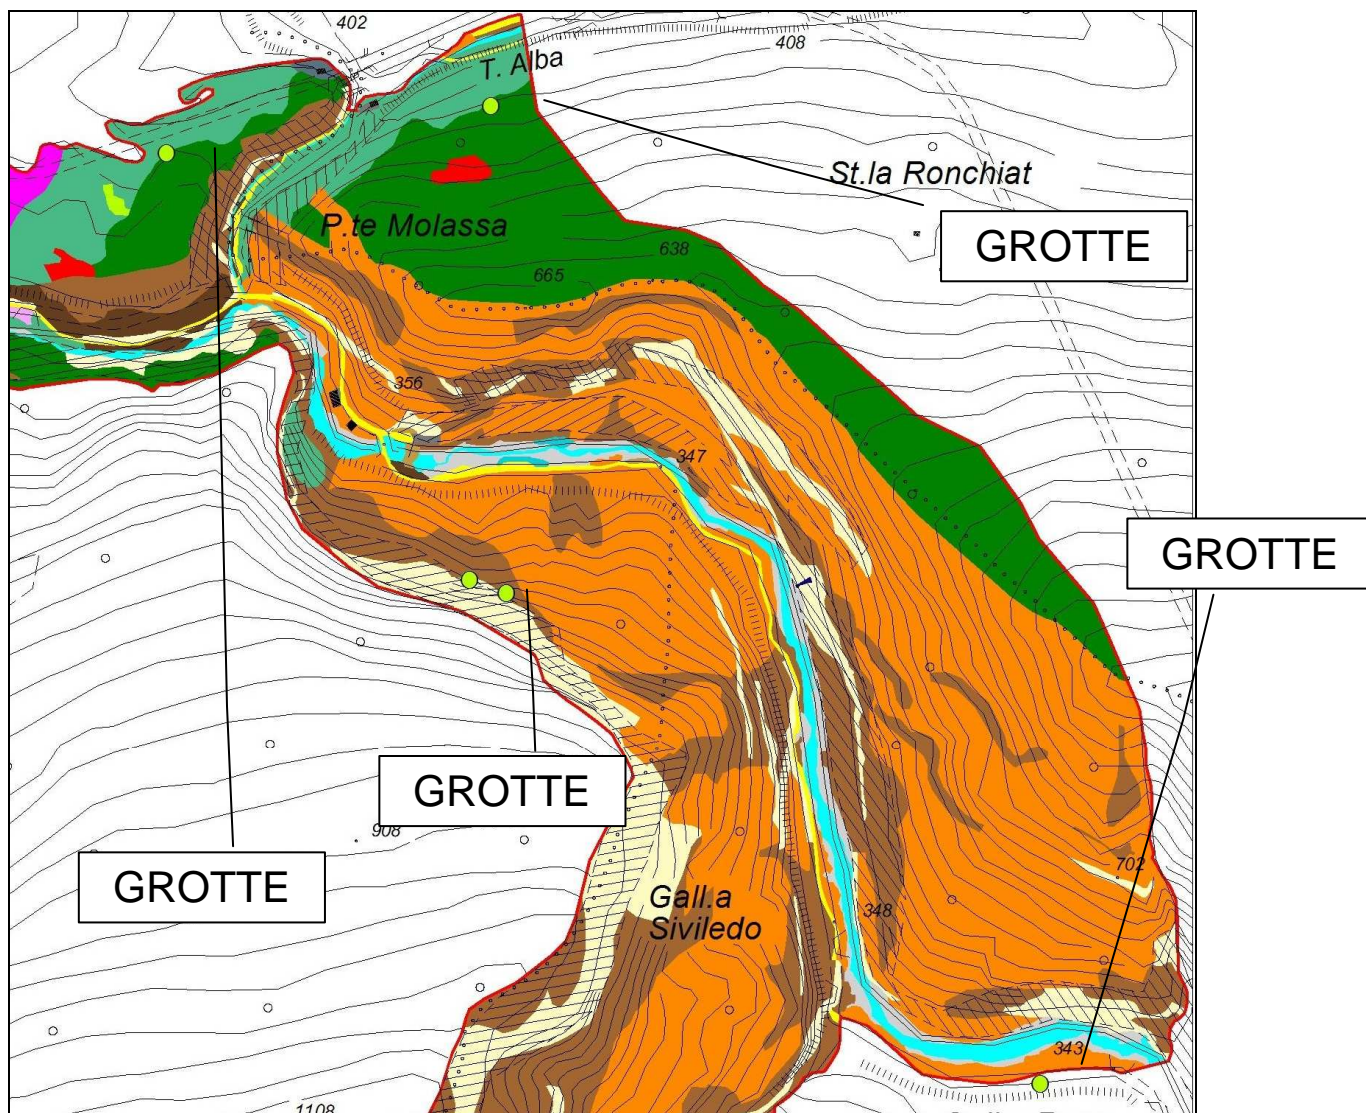 402
408
T. Alba
St.la Ronchiat
P.te Molassa
GROTTE
638
665
356
347
GROTTE
GROTTE
908
702
GROTTE
Gall.a
Siviledo
348
343
1108